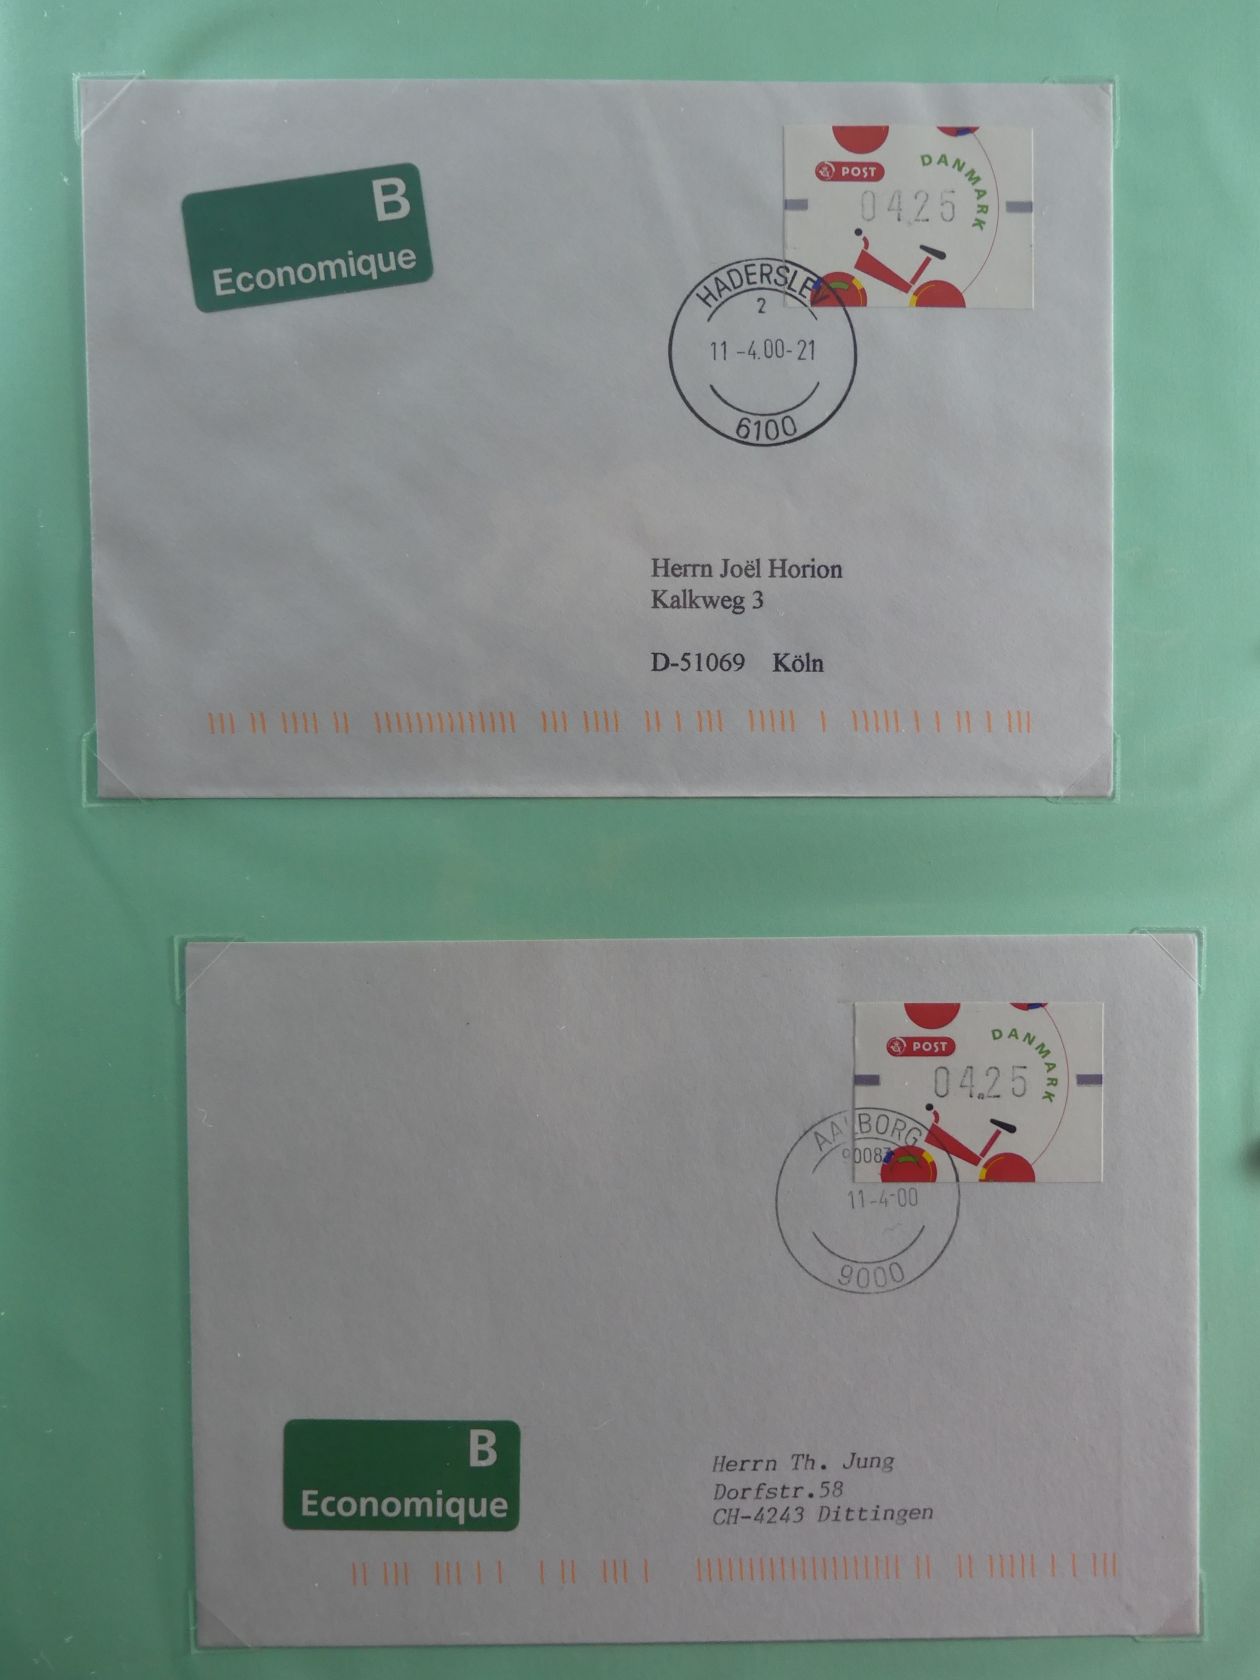 B
Economique
POST
DANMARK
04.25
HADERSLEV
2
11-4.00-21
6100
Herrn Joël Horion
Kalkweg 3
D-51069 Köln
POST
DANMARK
04.25
AALBORG
11-4-00
9000
B
Economique
Herrn Th. Jung
Dorfstr.58
CH-4243 Dittingen